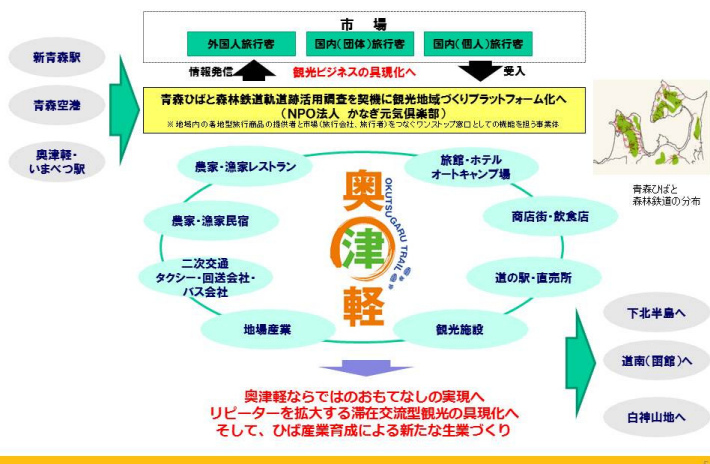 市　場
外国人旅行客
国内(団体)旅行客
国内(個人)旅行客
情報発信
観光ビジネスの具現化へ
受入
新青森駅
青森空港
奥津軽・
いまべつ駅
青森ひばと森林鉄道軌道跡活用調査を契機に観光地域づくりプラットフォーム化へ
（NPO法人　かなぎ元気倶楽部）
※地域内の着地型旅行商品の提供者と市場(旅行会社、旅行者)をつなぐワンストップ窓口としての機能を担う事業体
青森ひばと
森林鉄道の分布
農家・漁家レストラン
旅館・ホテル
オートキャンプ場
農家・漁家民宿
商店街・飲食店
二次交通
タクシー・回送会社・
バス会社
道の駅・直売所
地場産業
観光施設
奥津軽
OKUTSUGARU TRAIL
下北半島へ
道南(函館)へ
白神山地へ
奥津軽ならではのおもてなしの実現へ
リピーターを拡大する滞在交流型観光の具現化へ
そして、ひば産業育成による新たな生業づくり